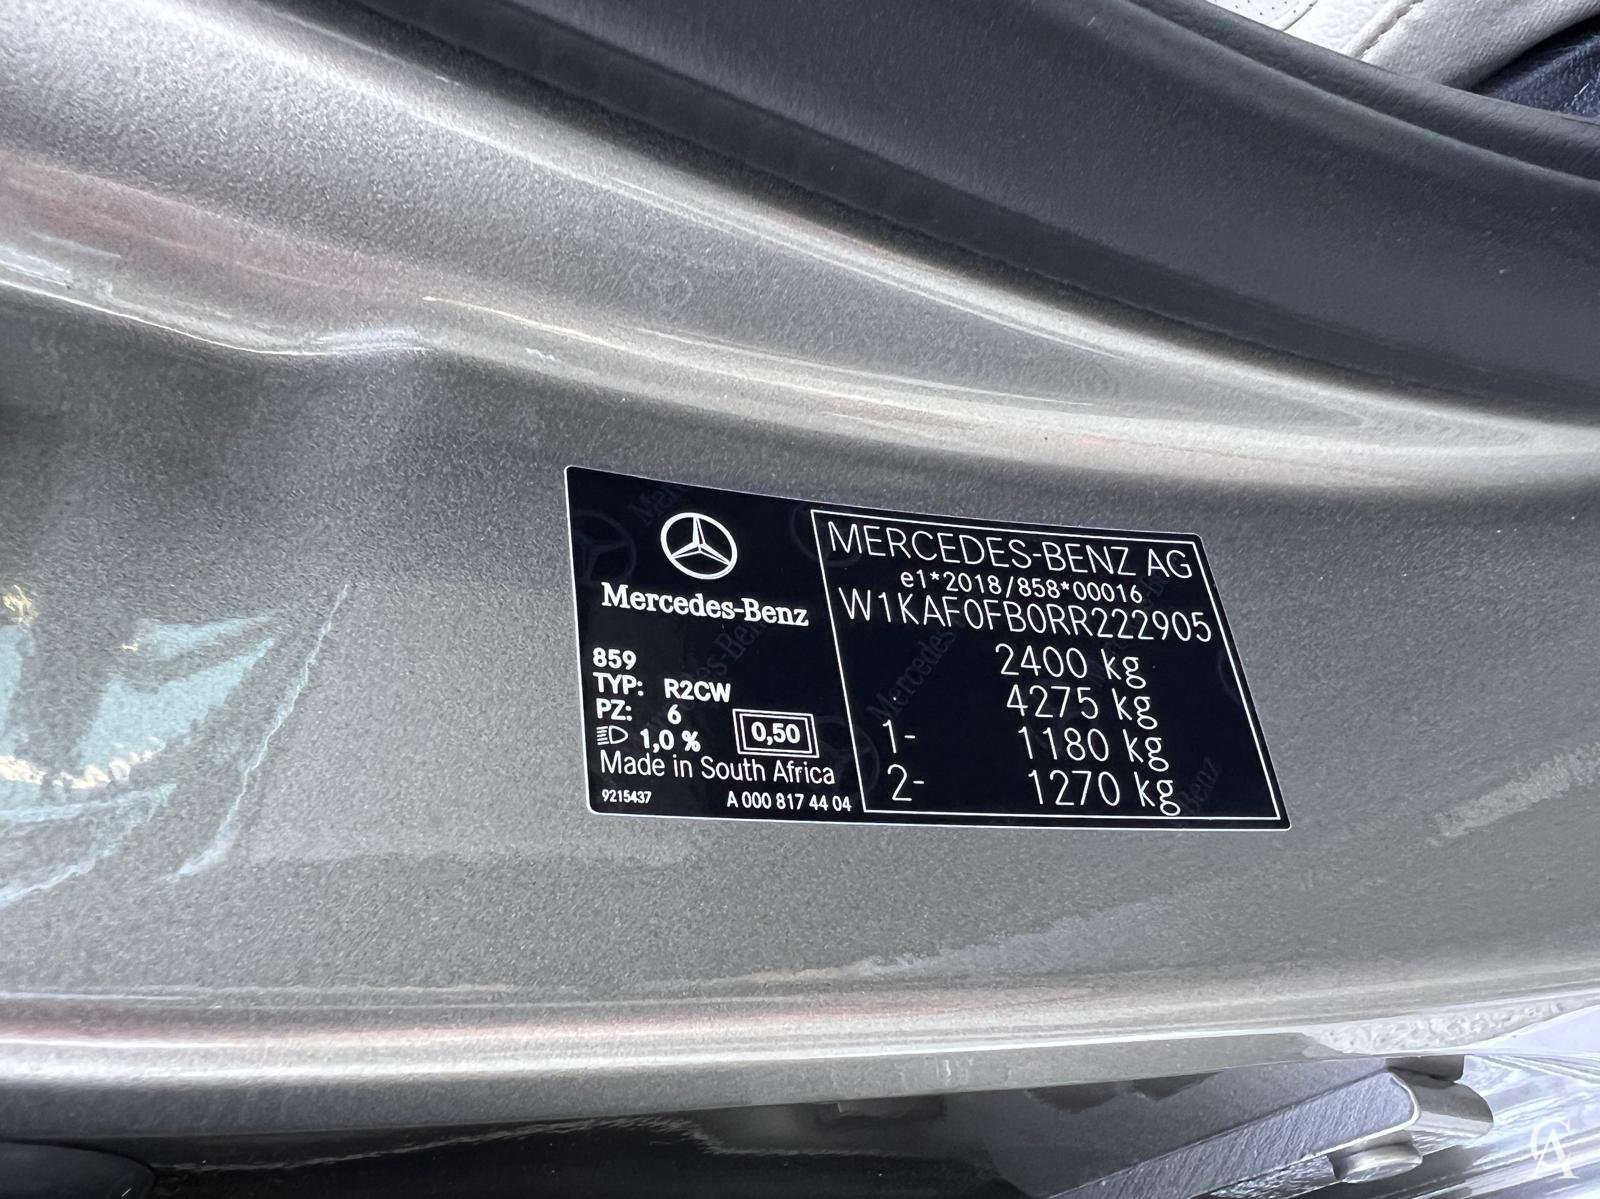 Mercedes-Benz
859
TYP: R2CW
PZ: 6
1,0 % 0,50
Made in South Africa
9215437 A 000 817 44 04
MERCEDES-BENZ AG
e1*2018/858*00016
W1KAF0FB0RR222905
2400 kg
4275 kg
1- 1180 kg
2- 1270 kg